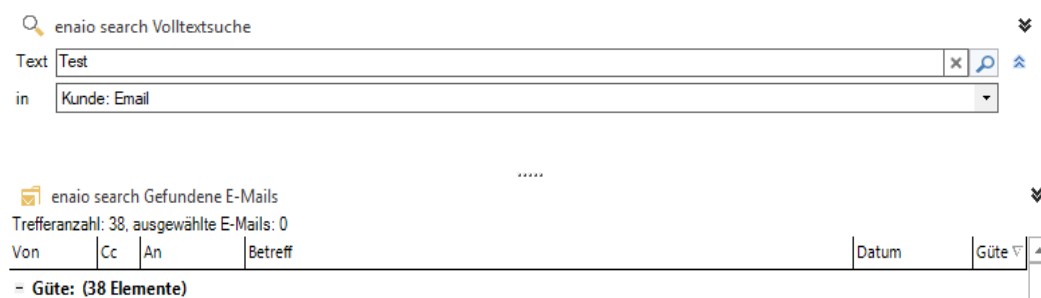 enaio search Volltextsuche
Text Test
in Kunde: Email
enaio search Gefundene E-Mails
Trefferanzahl: 38, ausgewählte E-Mails: 0
Von Cc An Betreff Datum Güte
Güte: (38 Elemente)